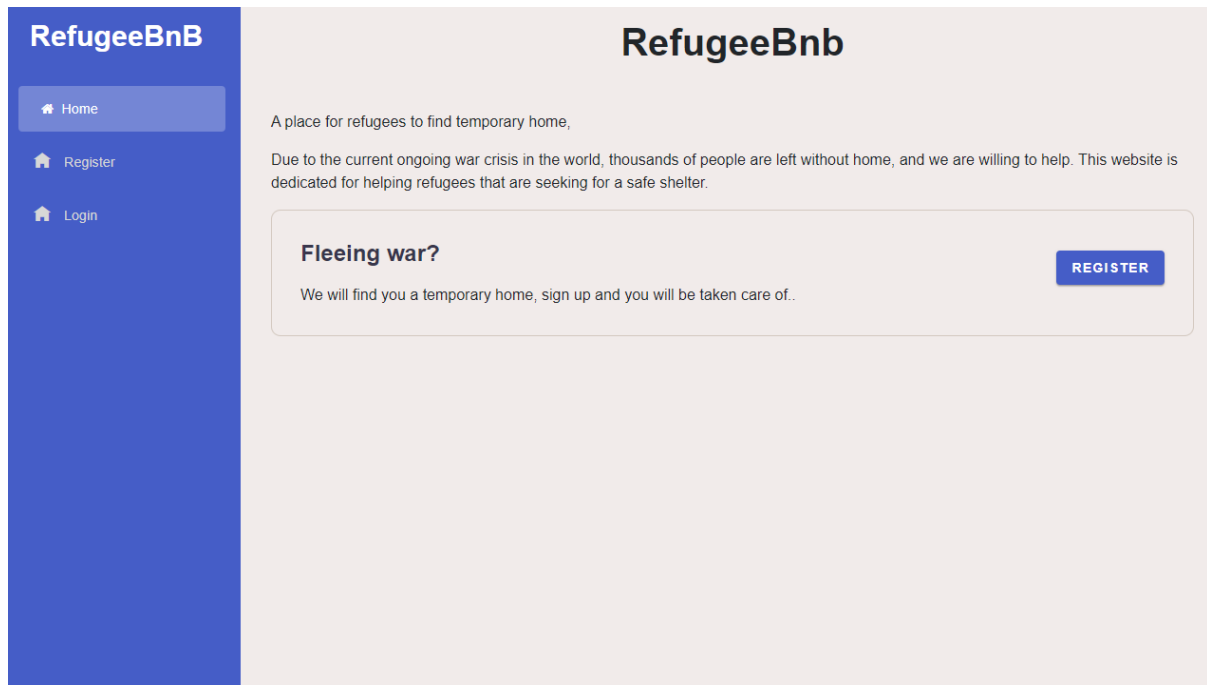 RefugeeBnB
Home
Register
Login
RefugeeBnb
A place for refugees to find temporary home,
Due to the current ongoing war crisis in the world, thousands of people are left without home, and we are willing to help. This website is
dedicated for helping refugees that are seeking for a safe shelter.
Fleeing war?
We will find you a temporary home, sign up and you will be taken care of..
REGISTER